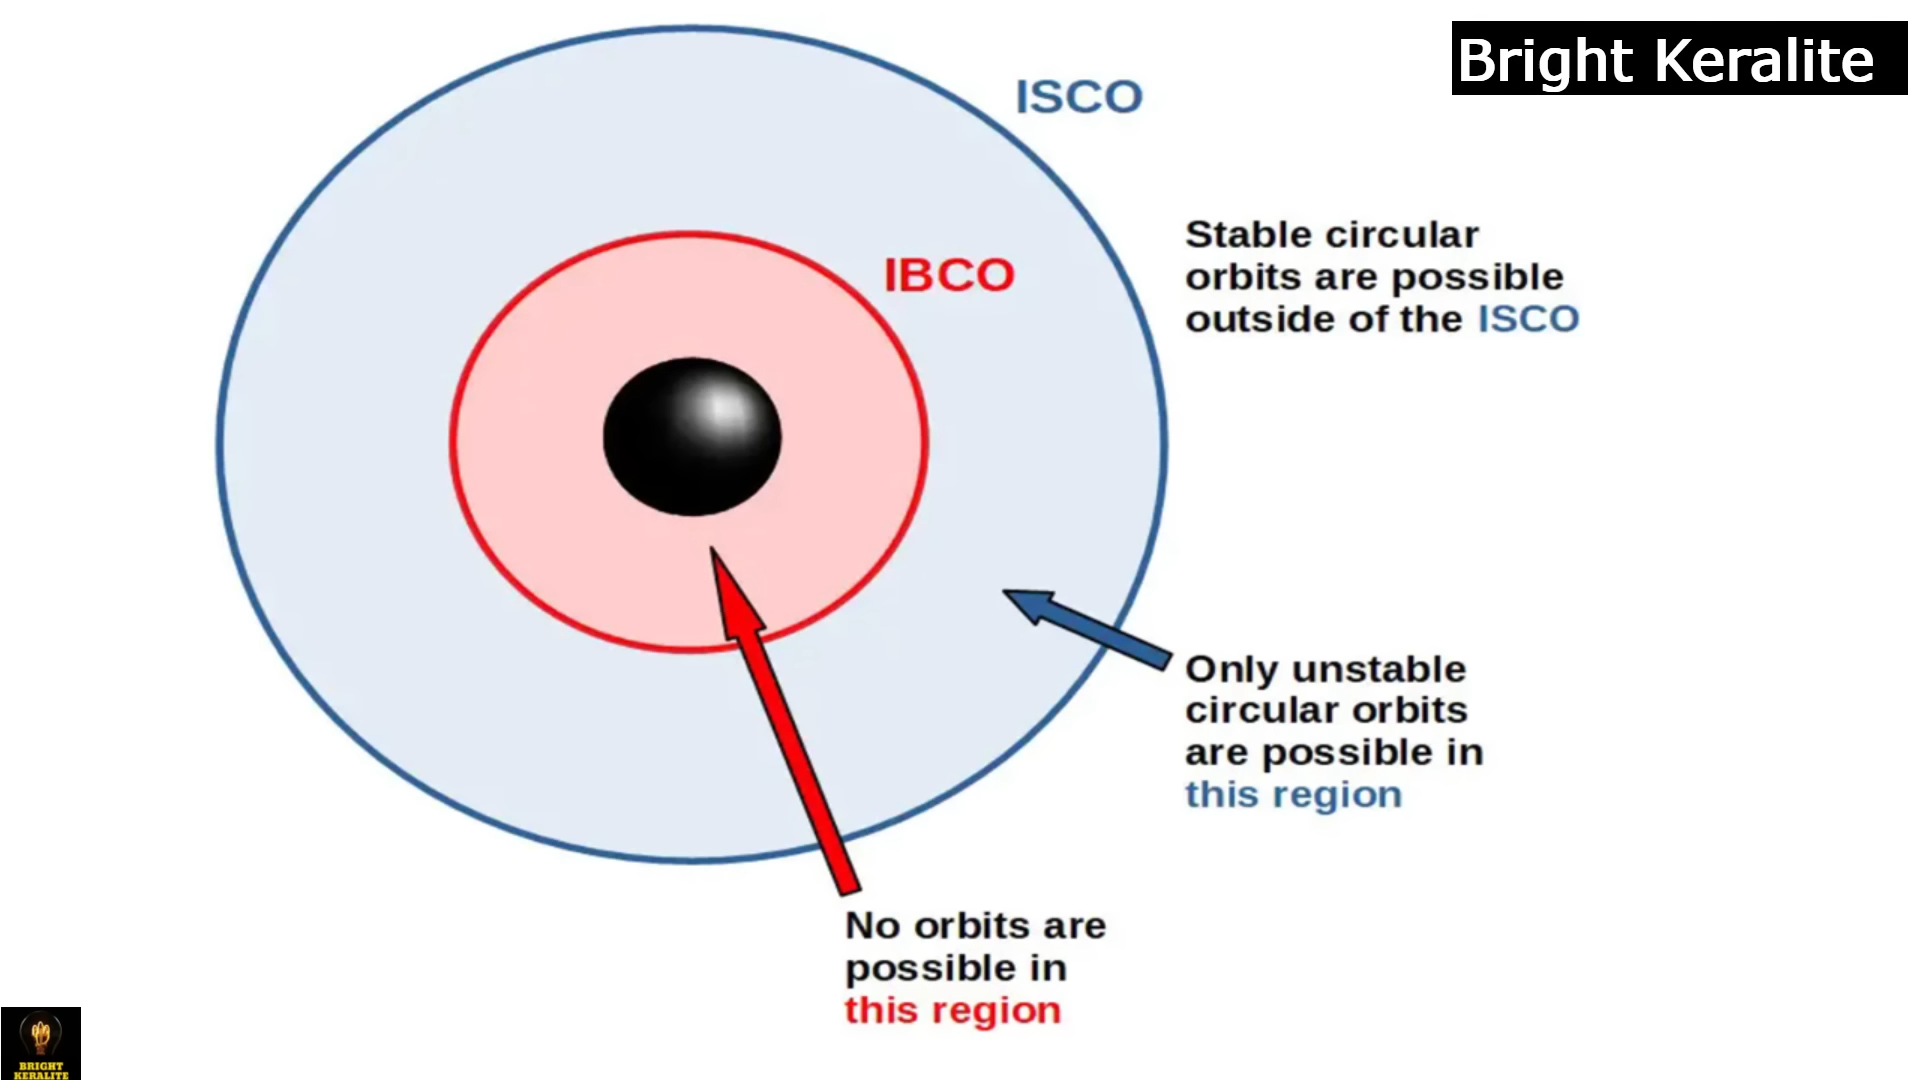 Bright Keralite
ISCO
Stable circular
orbits are possible
outside of the ISCO
IBCO
Only unstable
circular orbits
are possible in
this region
No orbits are
possible in
this region
BRIGHT
KERALITE